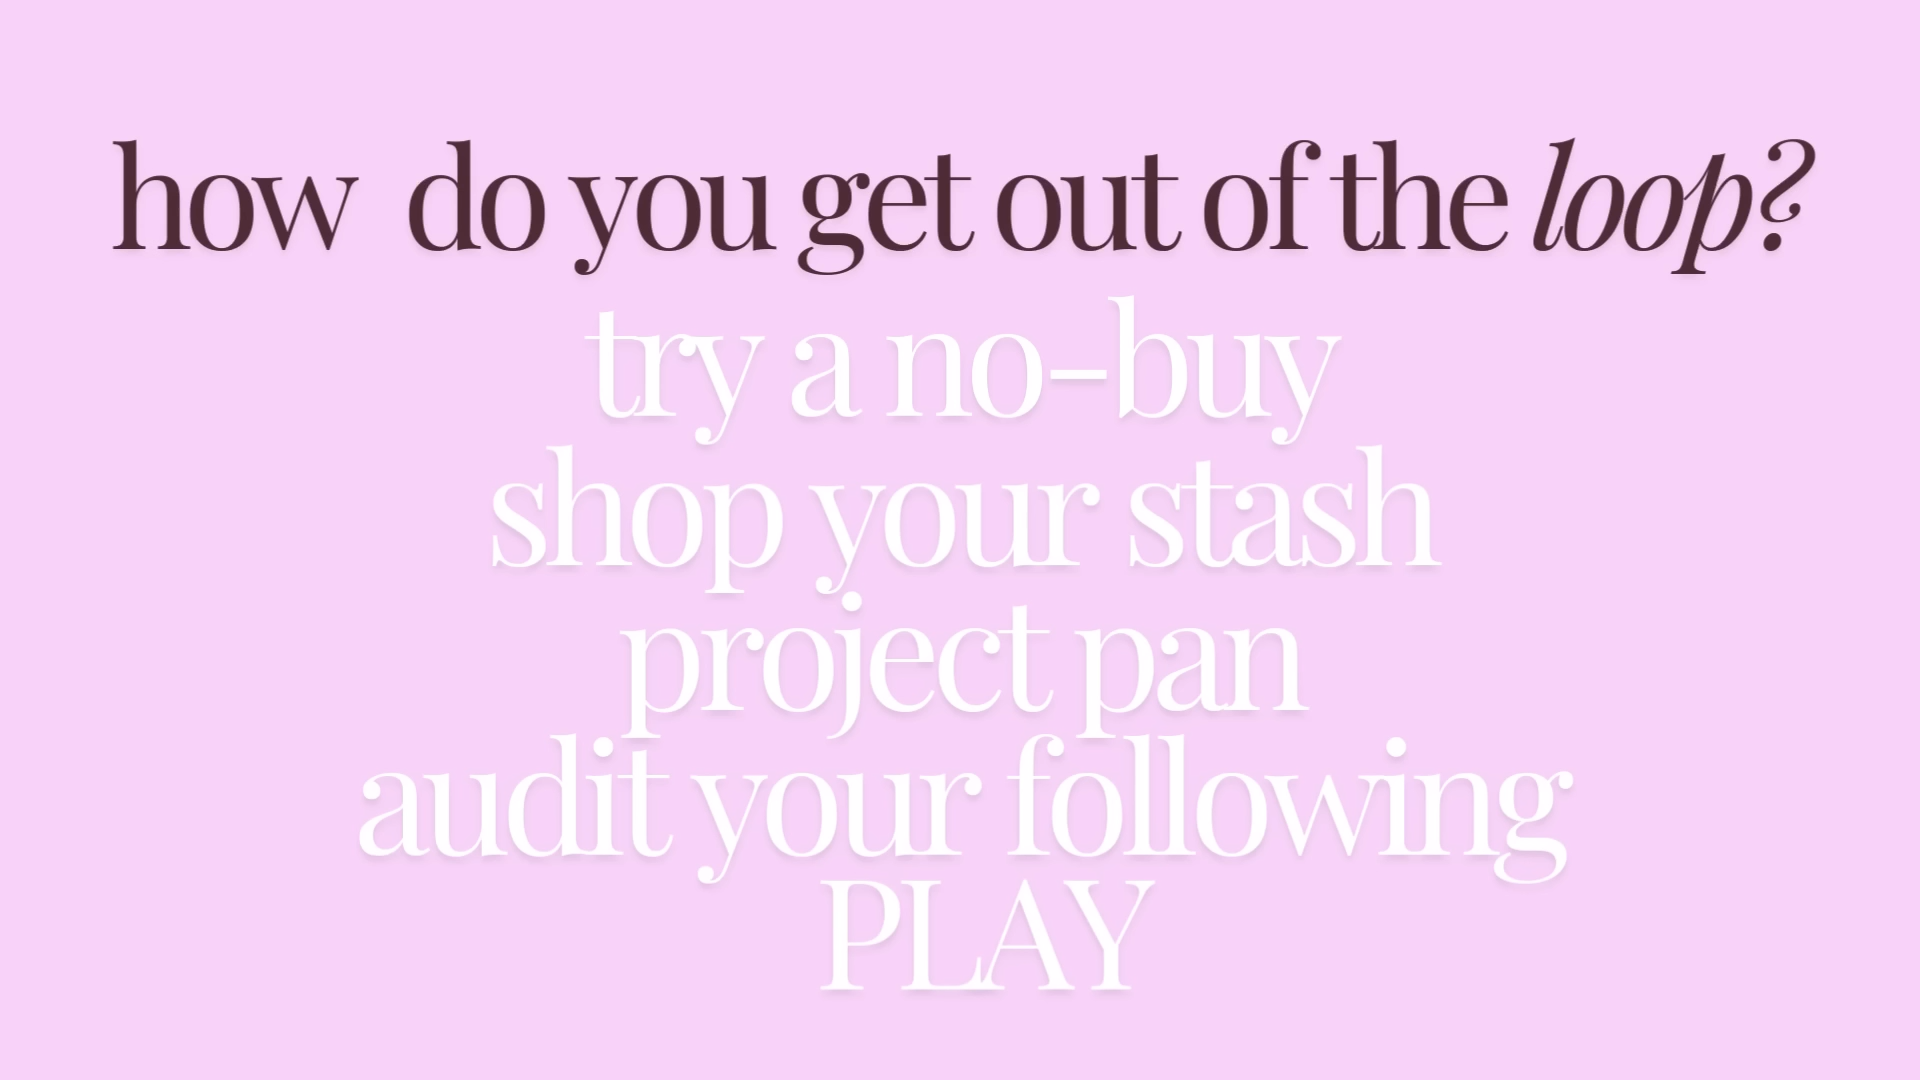 how  do you get out of the loop?
try a no-buy
shop your stash
project pan
audit your following
PLAY